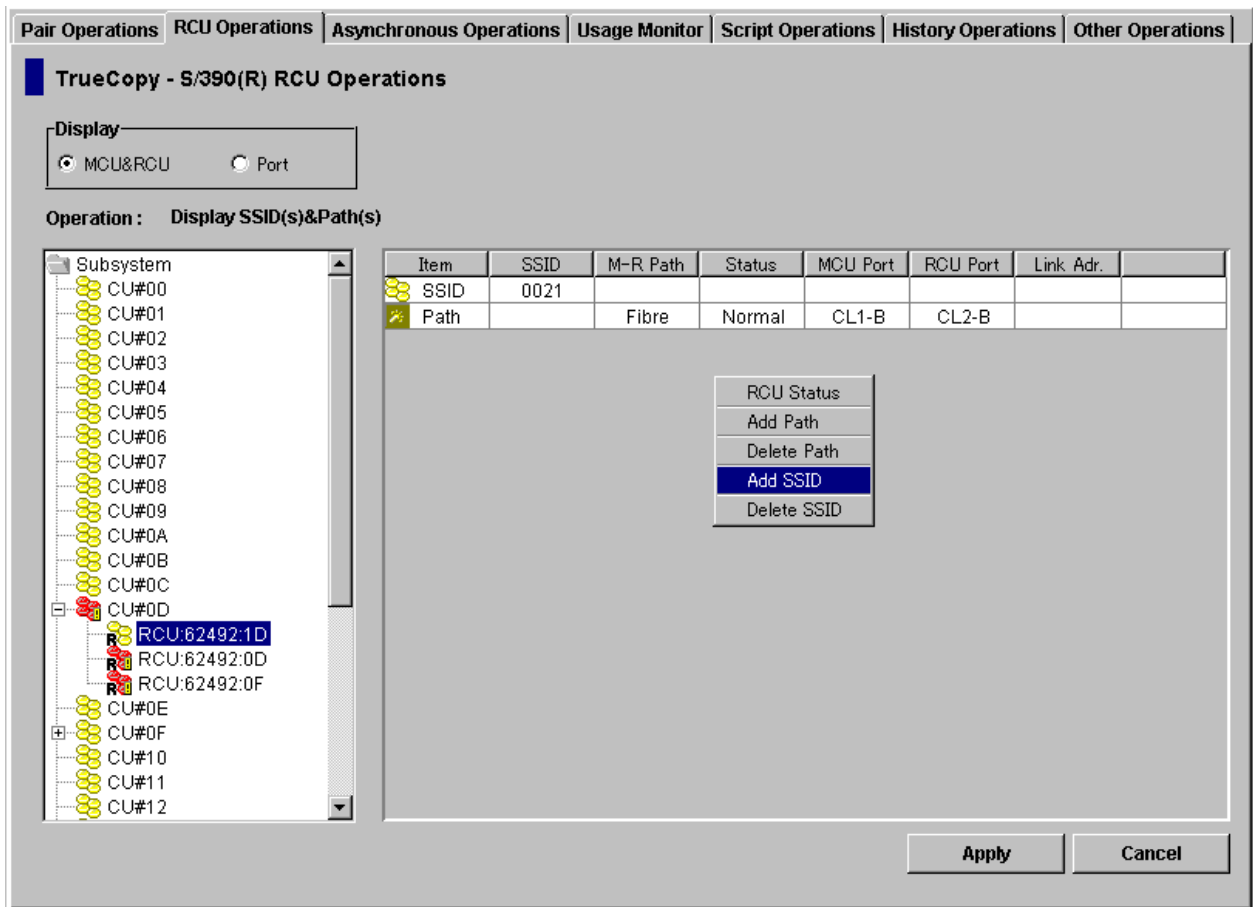 Pair Operations RCU Operations Asynchronous Operations Usage Monitor Script Operations History Operations Other Operations
TrueCopy - S/390(R) RCU Operations
Display
MCU&RCU Port
Operation : Display SSID(s)&Path(s)
Subsystem
CU#00
CU#01
CU#02
CU#03
CU#04
CU#05
CU#06
CU#07
CU#08
CU#09
CU#0A
CU#0B
CU#0C
CU#0D
R RCU:62492:1D
R RCU:62492:0D
R RCU:62492:0F
CU#0E
CU#0F
CU#10
CU#11
CU#12
Item SSID M-R Path Status MCU Port RCU Port Link Adr.
SSID 0021
Path Fibre Normal CL1-B CL2-B
RCU Status
Add Path
Delete Path
Add SSID
Delete SSID
Apply Cancel